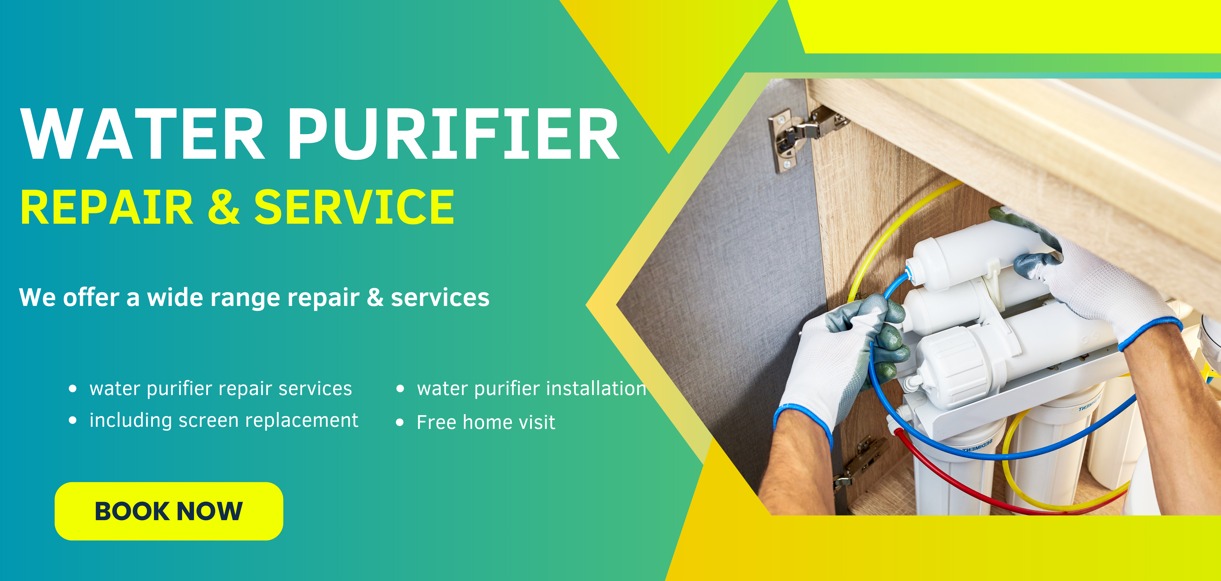 WATER PURIFIER
REPAIR & SERVICE
We offer a wide range repair & services
• water purifier repair services
• including screen replacement
• water purifier installation
• Free home visit
BOOK NOW